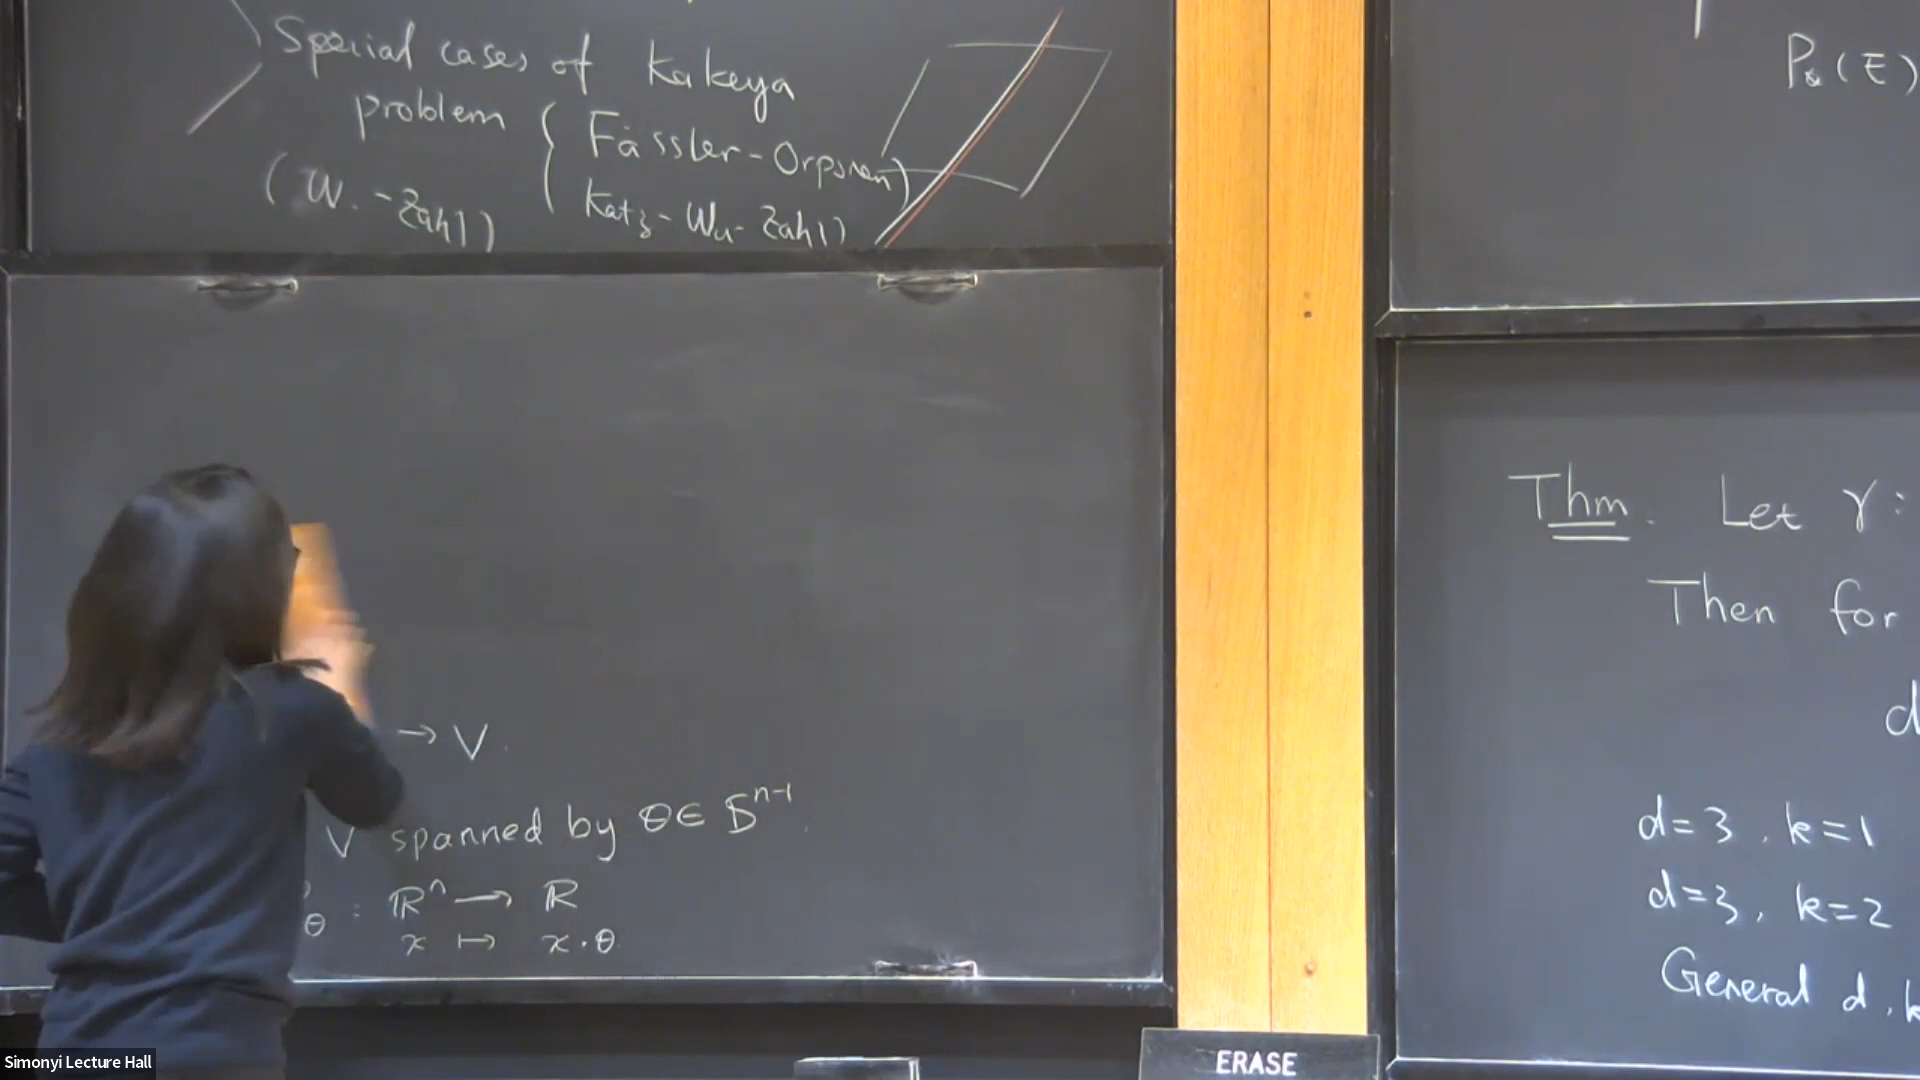 Special cases of Kakeya
problem { Fässler-Orponen)
(W. -Zahl) Katz-Wu-Zahl)
→ V.
V spanned by θ ∈ S^{n-1}.
θ : ℝ^n → ℝ
x ↦ x·θ
(E)
Thm. Let γ:
Then for
d
d=3, k=1
d=3, k=2
General d, k
ERASE
Simonyi Lecture Hall